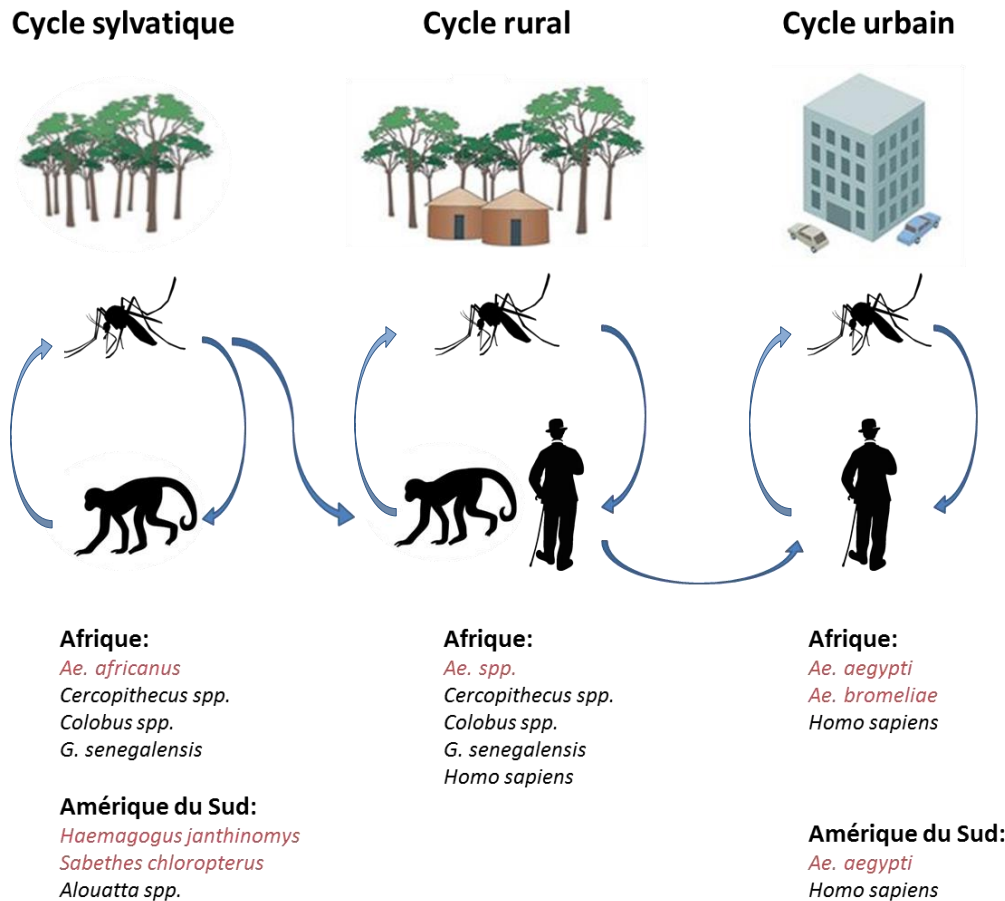 Cycle sylvatique
Cycle rural
Cycle urbain
Afrique:
Ae. africanus
Cercopithecus spp.
Colobus spp.
G. senegalensis
Amérique du Sud:
Haemagogus janthinomys
Sabethes chloropterus
Alouatta spp.
Afrique:
Ae. spp.
Cercopithecus spp.
Colobus spp.
G. senegalensis
Homo sapiens
Afrique:
Ae. aegypti
Ae. bromeliae
Homo sapiens
Amérique du Sud:
Ae. aegypti
Homo sapiens